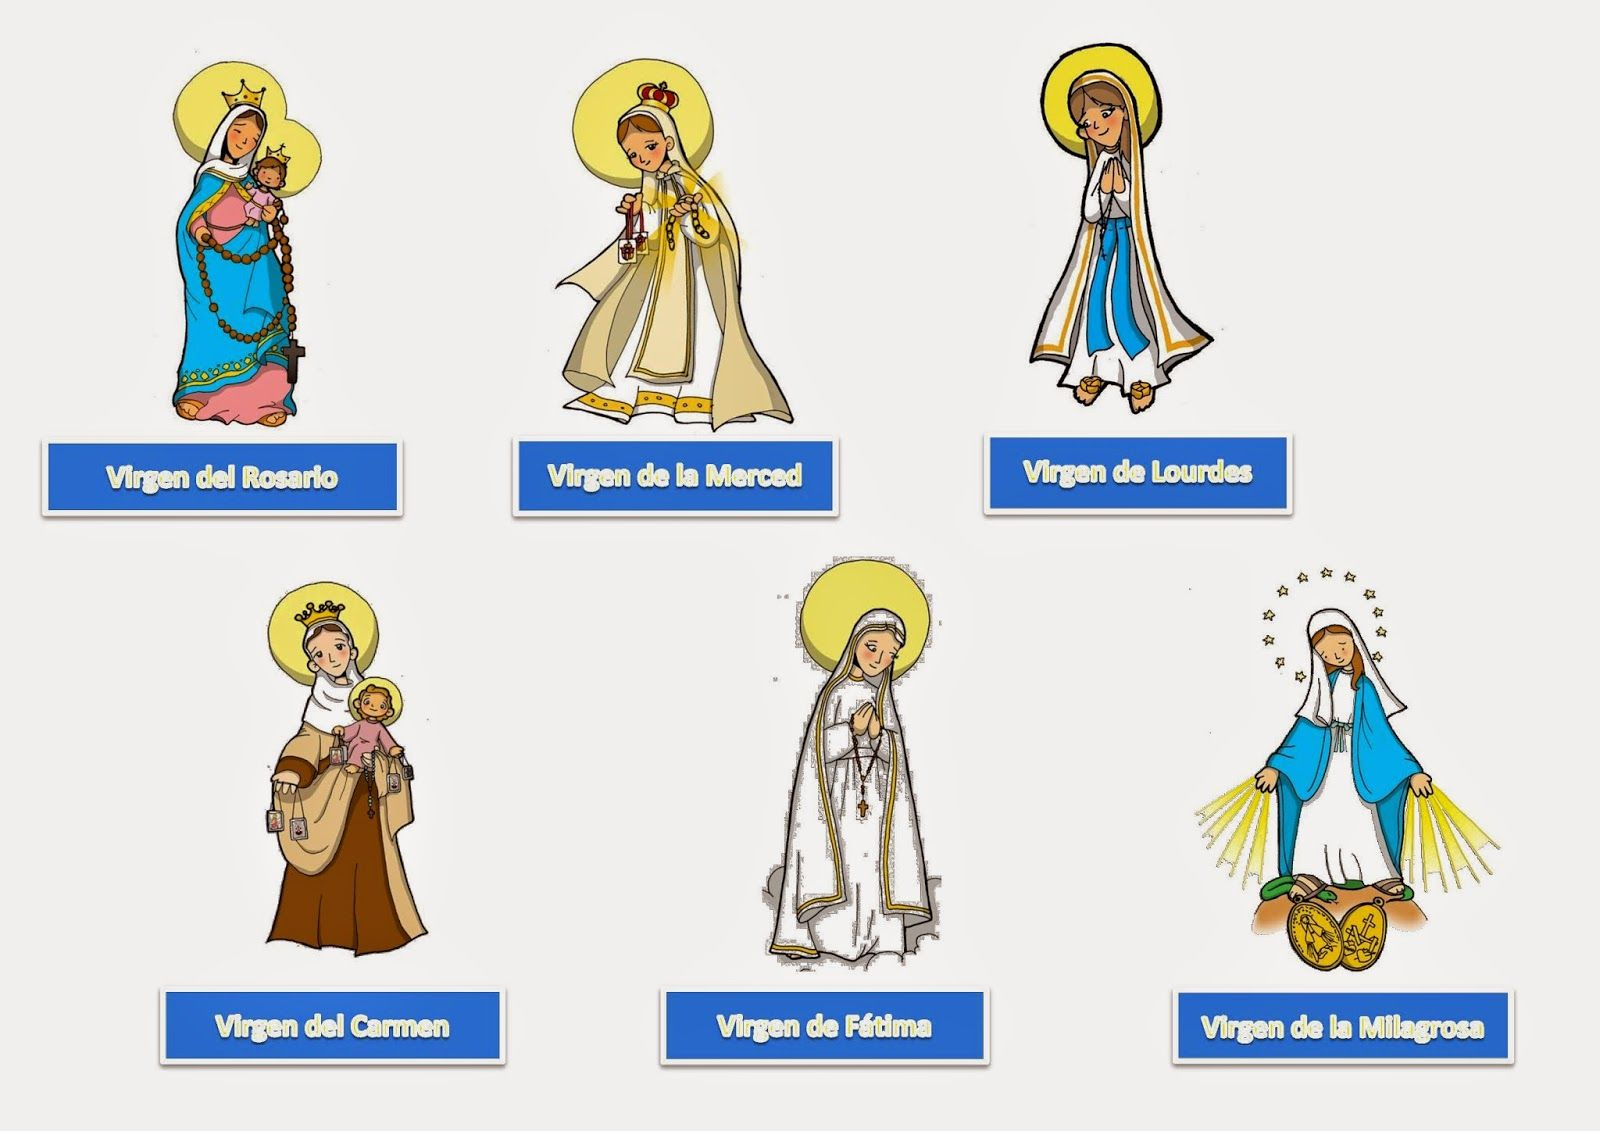 Virgen del Rosario
Virgen de la Merced
Virgen de Lourdes
Virgen del Carmen
Virgen de Fátima
Virgen de la Milagrosa